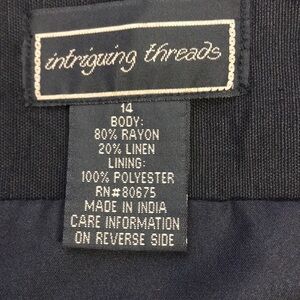 intriguing threads
14
BODY:
80% RAYON
20% LINEN
LINING:
100% POLYESTER
RN#80675
MADE IN INDIA
CARE INFORMATION
ON REVERSE SIDE